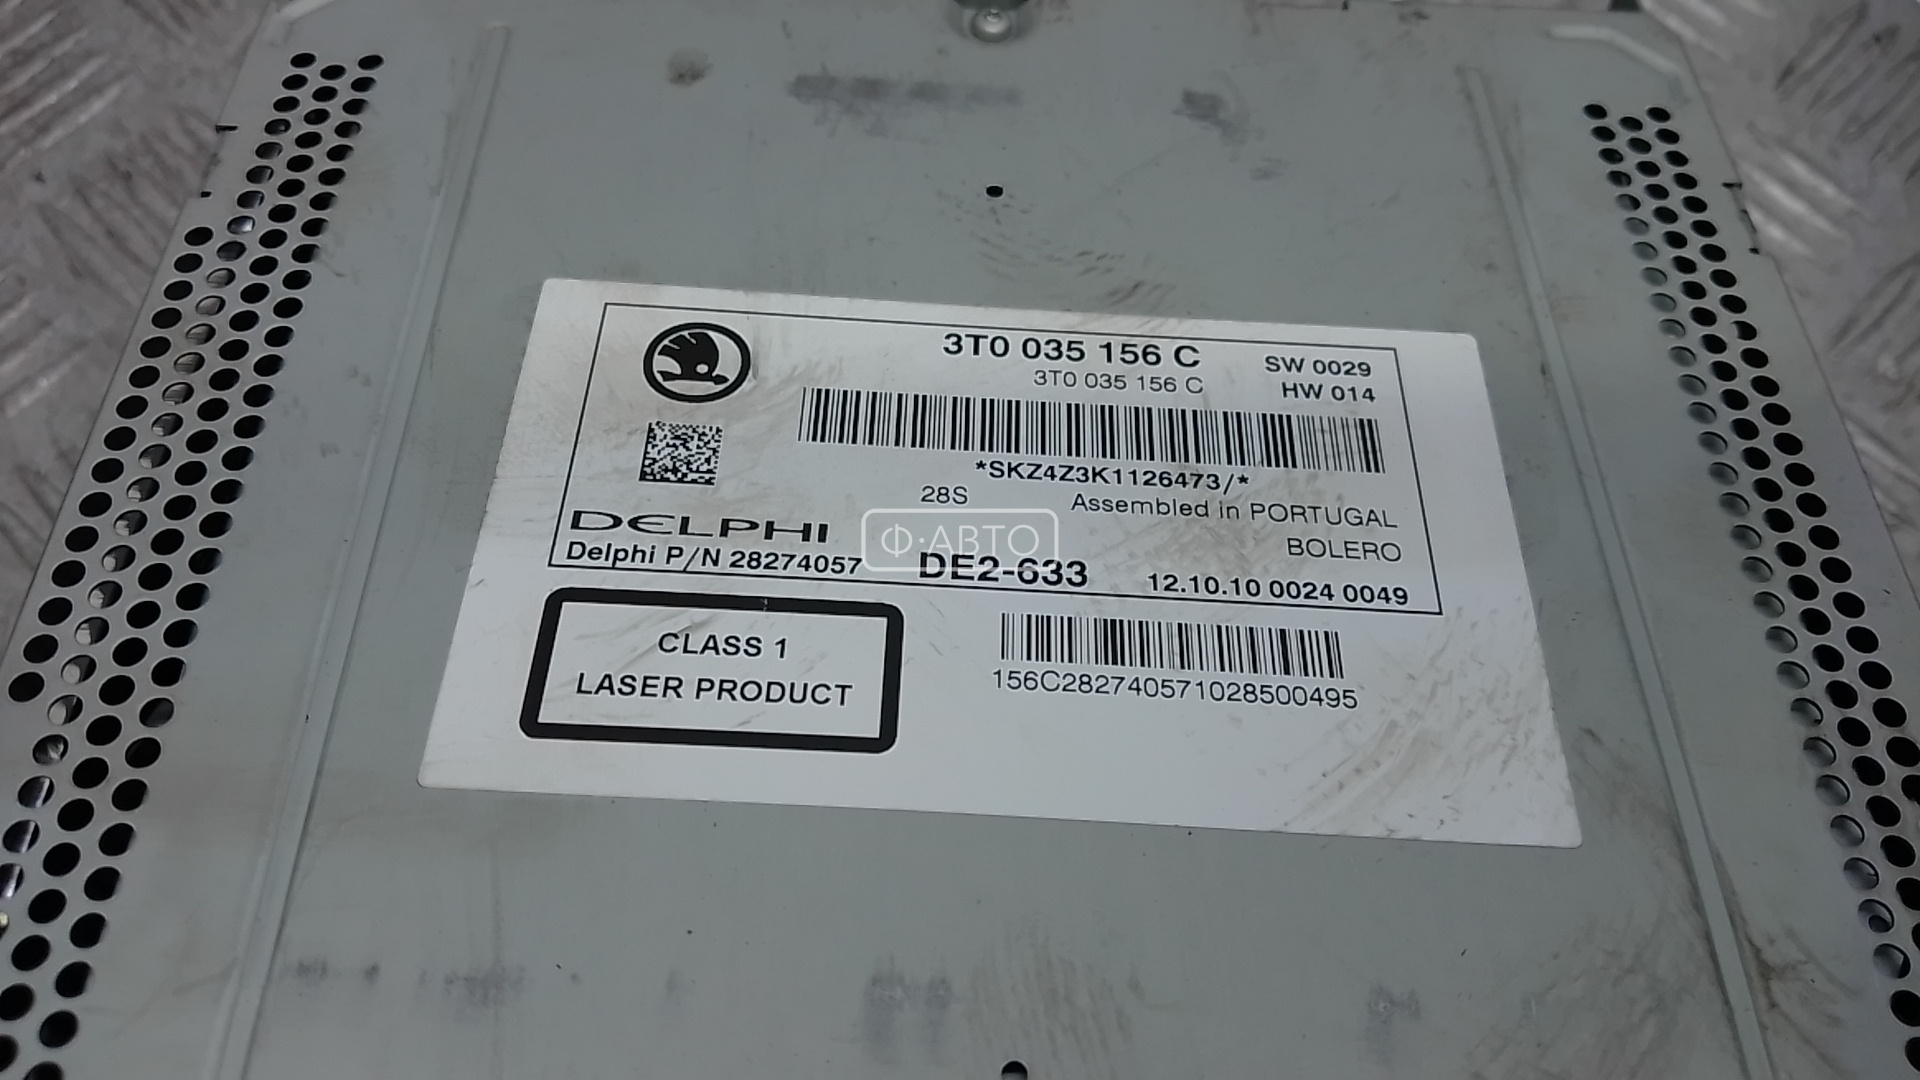 3T0 035 156 C SW 0029
3T0 035 156 C HW 014
*SKZ4Z3K1126473/*
28S Assembled in PORTUGAL
DELPHI BOLERO
Delphi P/N 28274057 DE2-633 12.10.10 0024 0049
Ф·АВТО
CLASS 1
LASER PRODUCT
156C282740571028500495